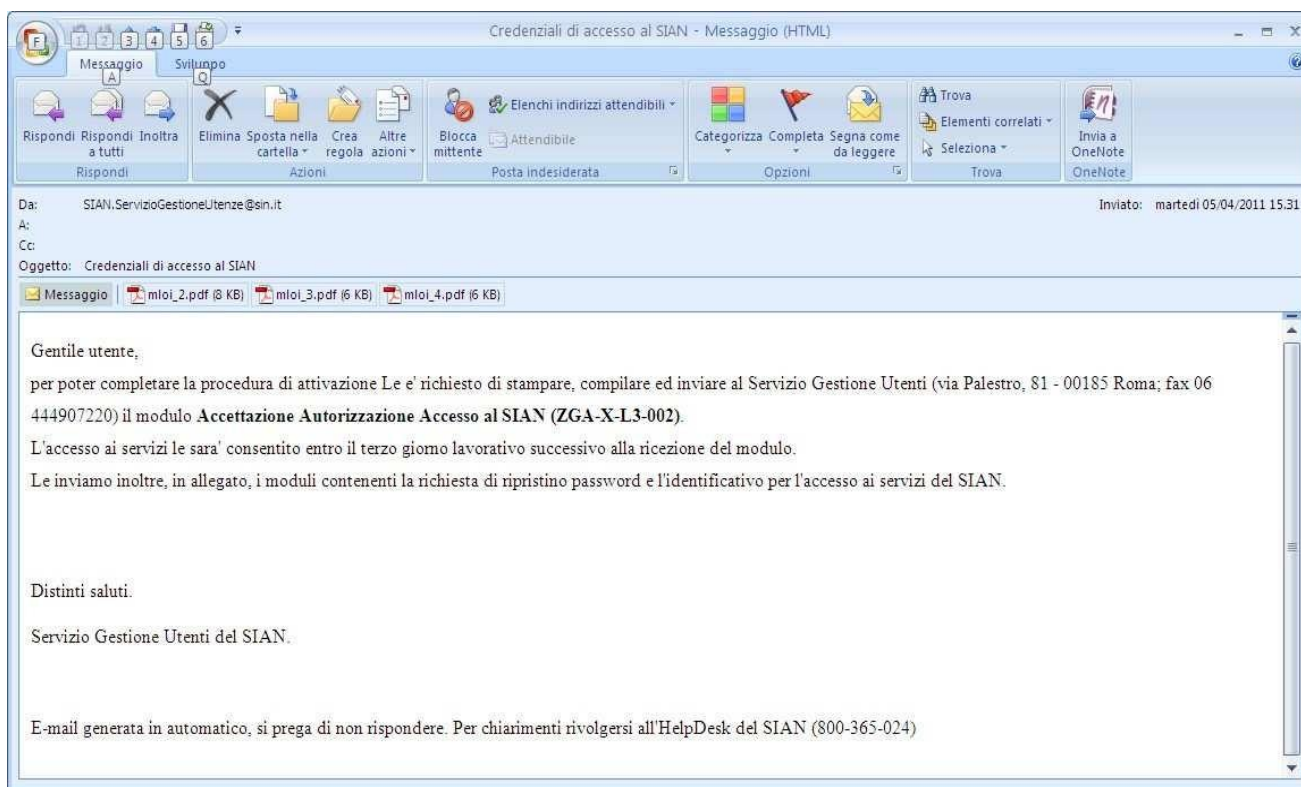 Credenziali di accesso al SIAN - Messaggio (HTML)
F 1 2 3 4 5 6
Messaggio Sviluppo
A Q
Rispondi Rispondi a tutti Inoltra
Elimina Sposta nella cartella Crea regola Altre azioni
Blocca mittente Elenchi indirizzi attendibili
Attendibile
Categorizza Completa Segna come da leggere
Trova
Elementi correlati
Seleziona
Invia a OneNote
Rispondi Azioni Posta indesiderata Opzioni Trova OneNote
Da: SIAN.ServizioGestioneUtenze@sin.it Inviato: martedì 05/04/2011 15.31
A:
Cc:
Oggetto: Credenziali di accesso al SIAN
Messaggio mloi_2.pdf (8 KB) mloi_3.pdf (6 KB) mloi_4.pdf (6 KB)
Gentile utente,
per poter completare la procedura di attivazione Le e' richiesto di stampare, compilare ed inviare al Servizio Gestione Utenti (via Palestro, 81 - 00185 Roma; fax 06
444907220) il modulo Accettazione Autorizzazione Accesso al SIAN (ZGA-X-L3-002).
L'accesso ai servizi le sara' consentito entro il terzo giorno lavorativo successivo alla ricezione del modulo.
Le inviamo inoltre, in allegato, i moduli contenenti la richiesta di ripristino password e l'identificativo per l'accesso ai servizi del SIAN.
Distinti saluti.
Servizio Gestione Utenti del SIAN.
E-mail generata in automatico, si prega di non rispondere. Per chiarimenti rivolgersi all'HelpDesk del SIAN (800-365-024)